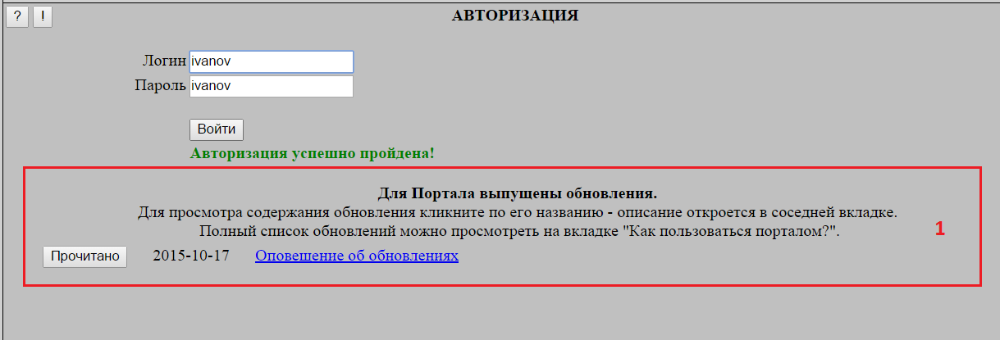 ? ! АВТОРИЗАЦИЯ
Логин ivanov
Пароль ivanov
Войти
Авторизация успешно пройдена!
Для Портала выпущены обновления.
Для просмотра содержания обновления кликните по его названию - описание откроется в соседней вкладке.
Полный список обновлений можно просмотреть на вкладке "Как пользоваться порталом?".
1
Прочитано 2015-10-17 Оповешение об обновлениях